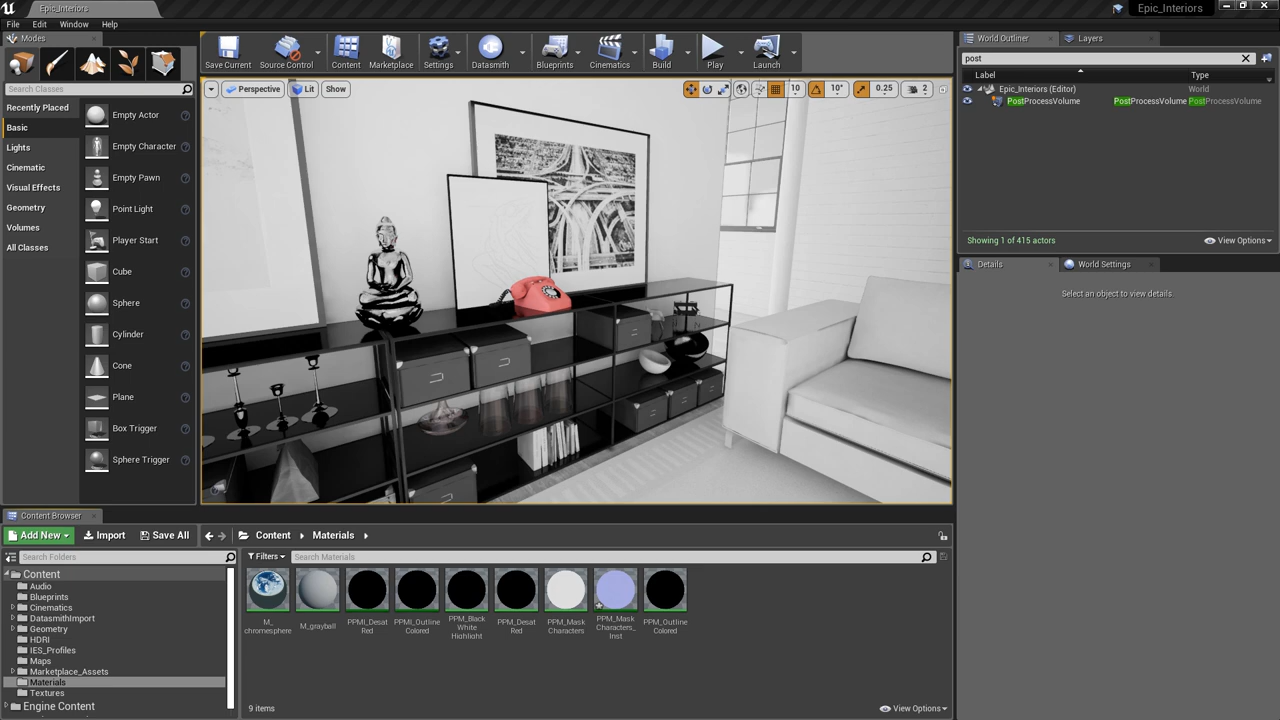 Epic_Interiors
Epic_Interiors
File Edit Window Help
Modes
Search Classes
Recently Placed
Basic
Lights
Cinematic
Visual Effects
Geometry
Volumes
All Classes
Empty Actor
Empty Character
Empty Pawn
Point Light
Player Start
Cube
Sphere
Cylinder
Cone
Plane
Box Trigger
Sphere Trigger
Save Current
Source Control
Content
Marketplace
Settings
Datasmith
Blueprints
Cinematics
Build
Play
Launch
Perspective
Lit
Show
10
10°
0.25
2
World Outliner
Layers
post
Label Type
Epic_Interiors (Editor) World
PostProcessVolume PostProcessVolume PostProcessVolume
Showing 1 of 415 actors
View Options
Details
World Settings
Select an object to view details.
Content Browser
Add New
Import
Save All
Content
Materials
Search Folders
Content
Audio
Blueprints
Cinematics
DatasmithImport
Geometry
HDRI
IES_Profiles
Maps
Marketplace_Assets
Materials
Textures
Engine Content
Filters
Search Materials
M_
chromesphere
M_grayball
PPMI_Desat
Red
PPMI_Outline
Colored
PPM_Black
White
Highlight
PPM_Desat
Red
PPM_Mask
Characters
PPM_Mask
Characters_
Inst
PPM_Outline
Colored
9 items
View Options